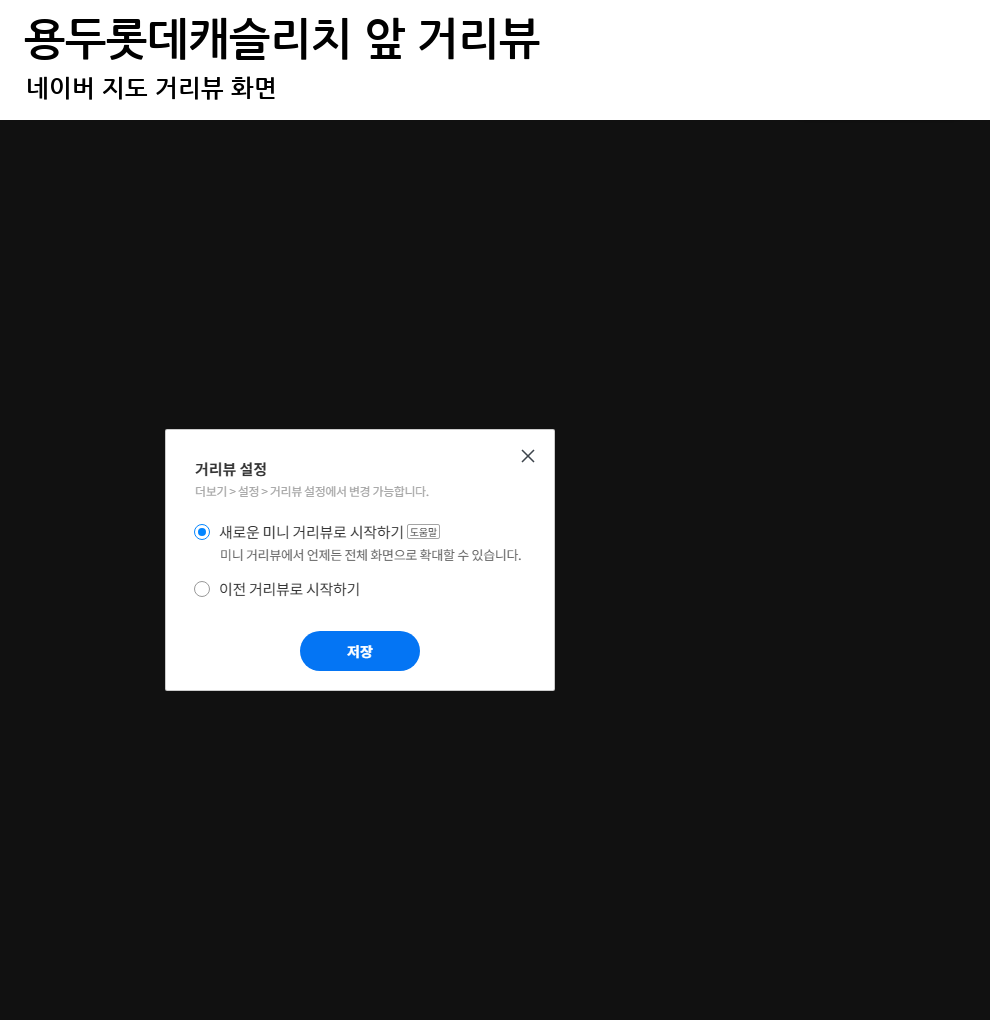 용두롯데캐슬리치 앞 거리뷰
네이버 지도 거리뷰 화면
거리뷰 설정
더보기 > 설정 > 거리뷰 설정에서 변경 가능합니다.
새로운 미니 거리뷰로 시작하기 도움말
미니 거리뷰에서 언제든 전체 화면으로 확대할 수 있습니다.
이전 거리뷰로 시작하기
저장